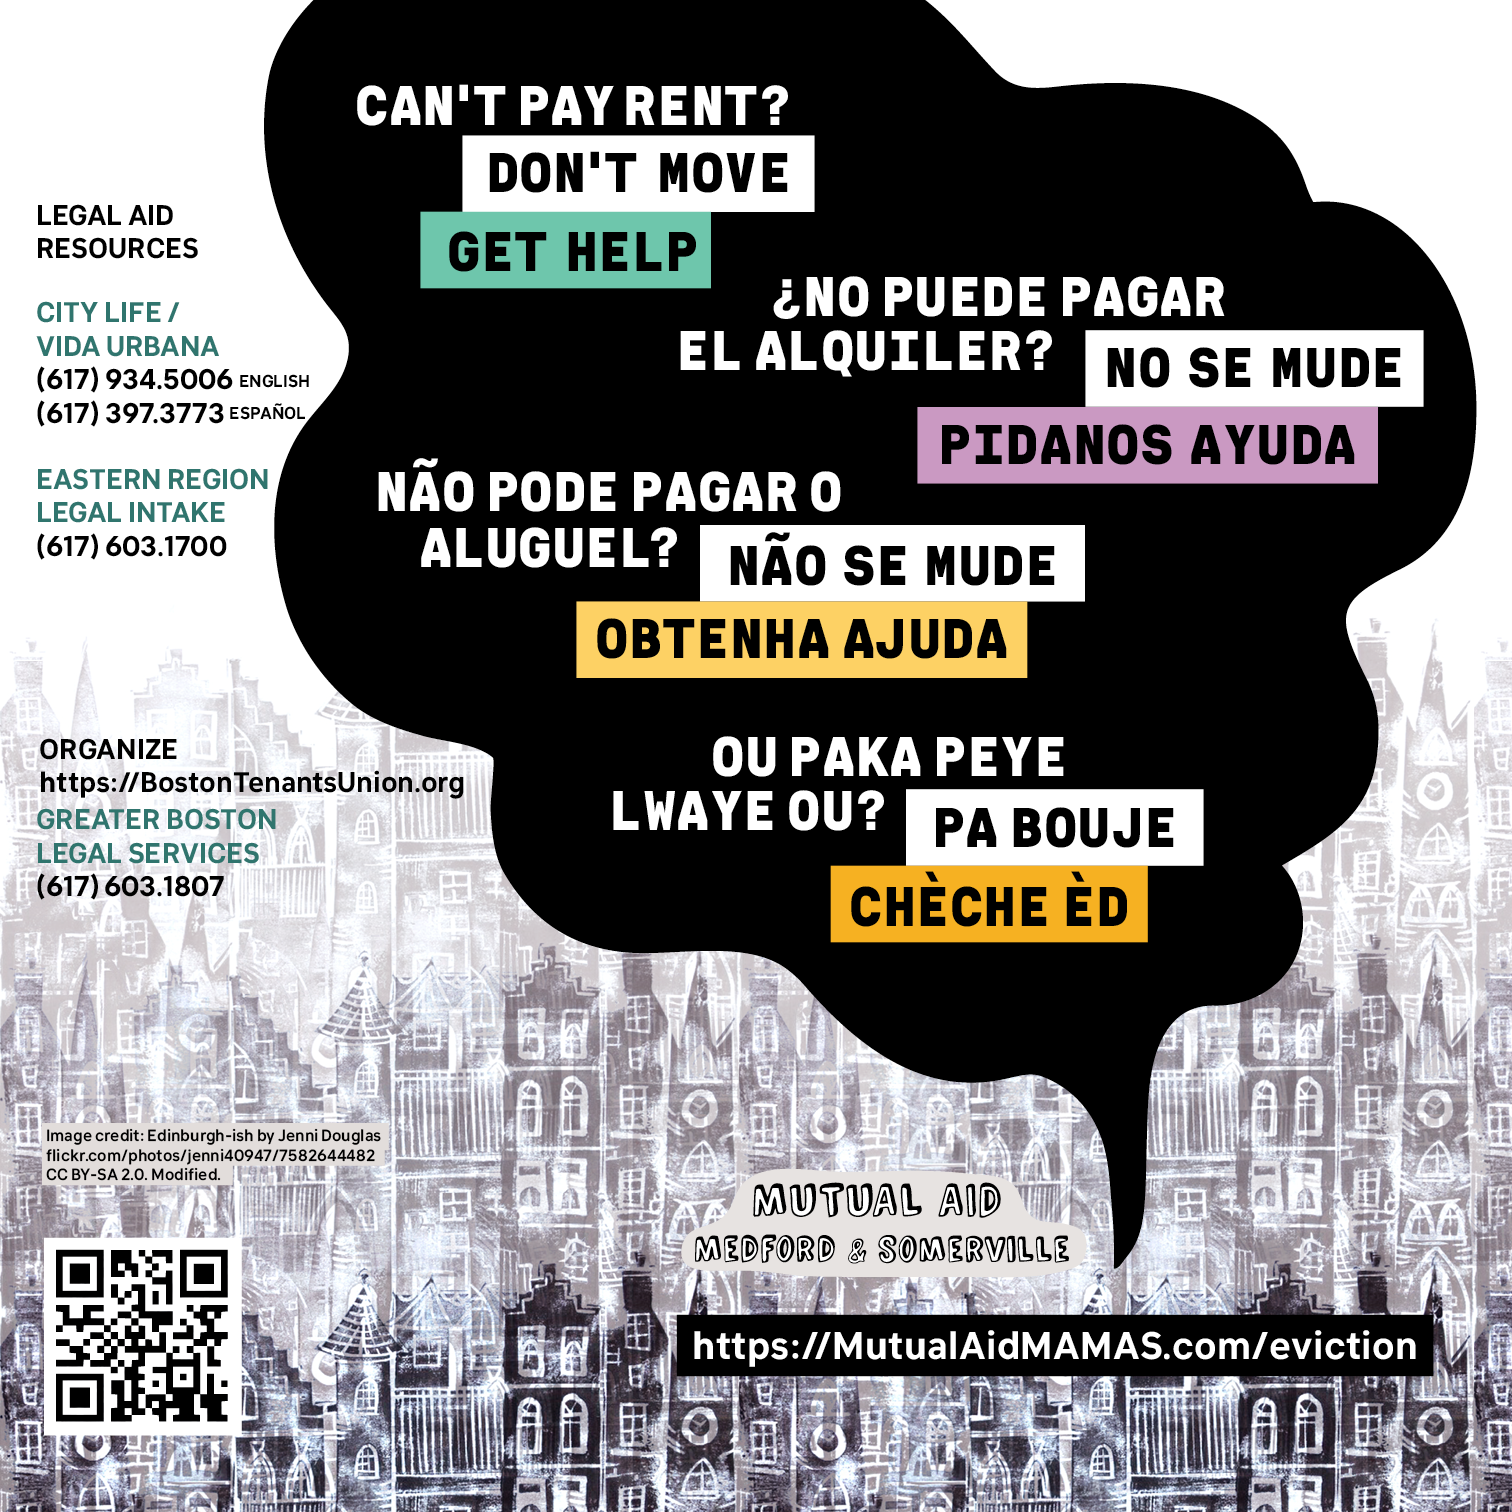 CAN'T PAY RENT?
DON'T MOVE
GET HELP
¿NO PUEDE PAGAR
EL ALQUILER?
NO SE MUDE
PIDANOS AYUDA
NÃO PODE PAGAR O
ALUGUEL?
NÃO SE MUDE
OBTENHA AJUDA
OU PAKA PEYE
LWAYE OU?
PA BOUJE
CHÈCHE ÈD
LEGAL AID
RESOURCES
CITY LIFE /
VIDA URBANA
(617) 934.5006 ENGLISH
(617) 397.3773 ESPAÑOL
EASTERN REGION
LEGAL INTAKE
(617) 603.1700
ORGANIZE
https://BostonTenantsUnion.org
GREATER BOSTON
LEGAL SERVICES
(617) 603.1807
Image credit: Edinburgh-ish by Jenni Douglas
flickr.com/photos/jenni40947/7582644482
CC BY-SA 2.0. Modified.
MUTUAL AID
MEDFORD & SOMERVILLE
https://MutualAidMAMAS.com/eviction